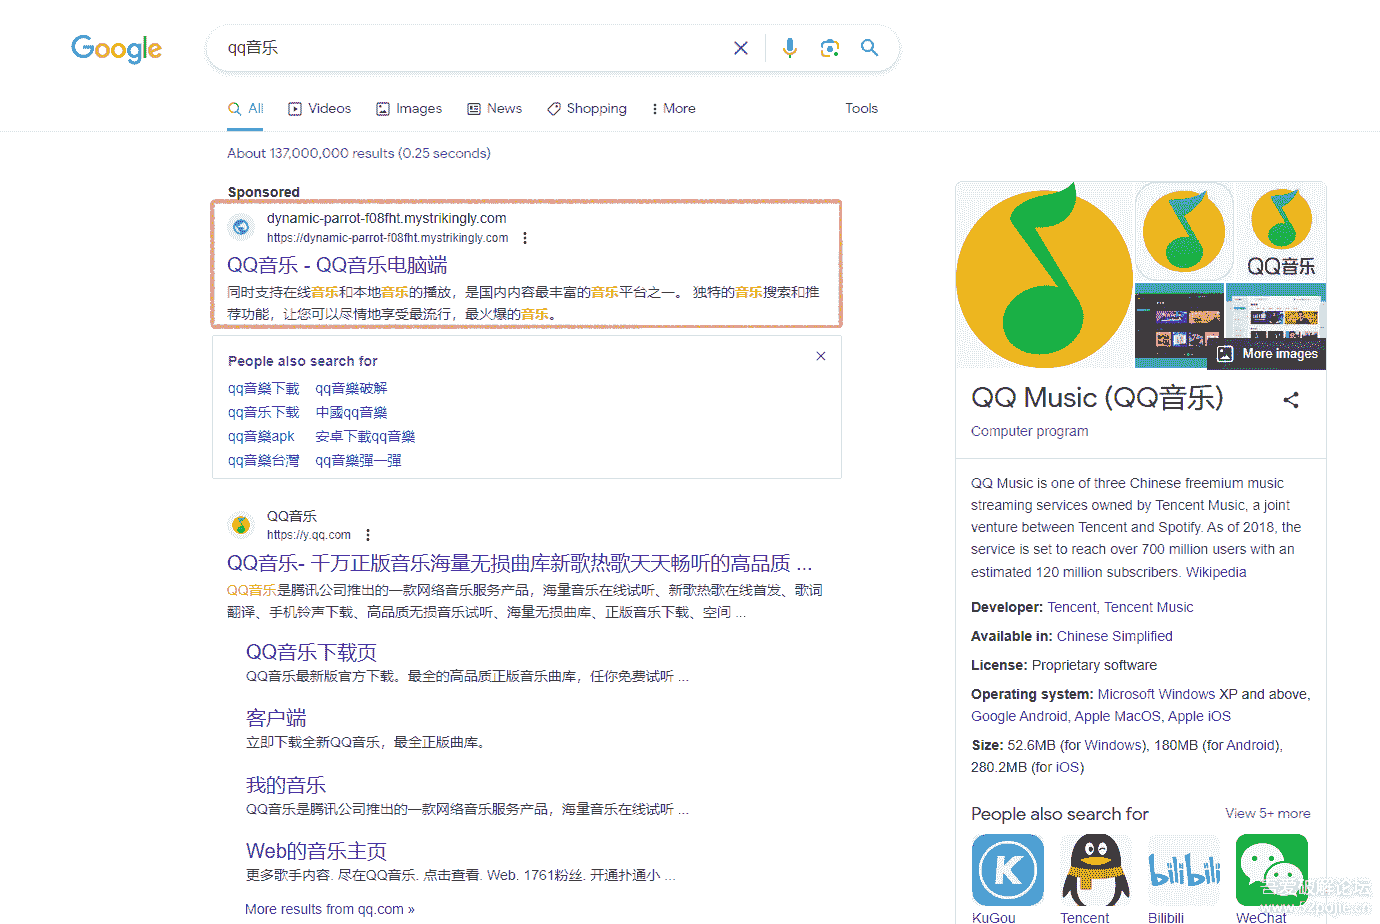 Google
qq音乐
All
Videos
Images
News
Shopping
More
Tools
About 137,000,000 results (0.25 seconds)
Sponsored
dynamic-parrot-f08fht.mystrikingly.com
https://dynamic-parrot-f08fht.mystrikingly.com
QQ音乐 - QQ音乐电脑端
同时支持在线音乐和本地音乐的播放，是国内内容最丰富的音乐平台之一。 独特的音乐搜索和推
荐功能，让您可以尽情地享受最流行，最火爆的音乐。
People also search for
qq音樂下載 qq音樂破解
qq音乐下载 中國qq音樂
qq音樂apk 安卓下載qq音樂
qq音樂台灣 qq音樂彈一彈
QQ音乐
https://y.qq.com
QQ音乐- 千万正版音乐海量无损曲库新歌热歌天天畅听的高品质 ...
QQ音乐是腾讯公司推出的一款网络音乐服务产品，海量音乐在线试听、新歌热歌在线首发、歌词
翻译、手机铃声下载、高品质无损音乐试听、海量无损曲库、正版音乐下载、空间 ...
QQ音乐下载页
QQ音乐最新版官方下载。最全的高品质正版音乐曲库，任你免费试听 ...
客户端
立即下载全新QQ音乐，最全正版曲库。
我的音乐
QQ音乐是腾讯公司推出的一款网络音乐服务产品，海量音乐在线试听 ...
Web的音乐主页
更多歌手内容. 尽在QQ音乐. 点击查看. Web. 1761粉丝. 开通扑通小 ...
More results from qq.com »
QQ音乐
More images
QQ Music (QQ音乐)
Computer program
QQ Music is one of three Chinese freemium music
streaming services owned by Tencent Music, a joint
venture between Tencent and Spotify. As of 2018, the
service is set to reach over 700 million users with an
estimated 120 million subscribers. Wikipedia
Developer: Tencent, Tencent Music
Available in: Chinese Simplified
License: Proprietary software
Operating system: Microsoft Windows XP and above,
Google Android, Apple MacOS, Apple iOS
Size: 52.6MB (for Windows), 180MB (for Android),
280.2MB (for iOS)
People also search for
View 5+ more
K
bilibili
KuGou
Tencent
Bilibili
WeChat
吾爱破解论坛
www.52pojie.cn